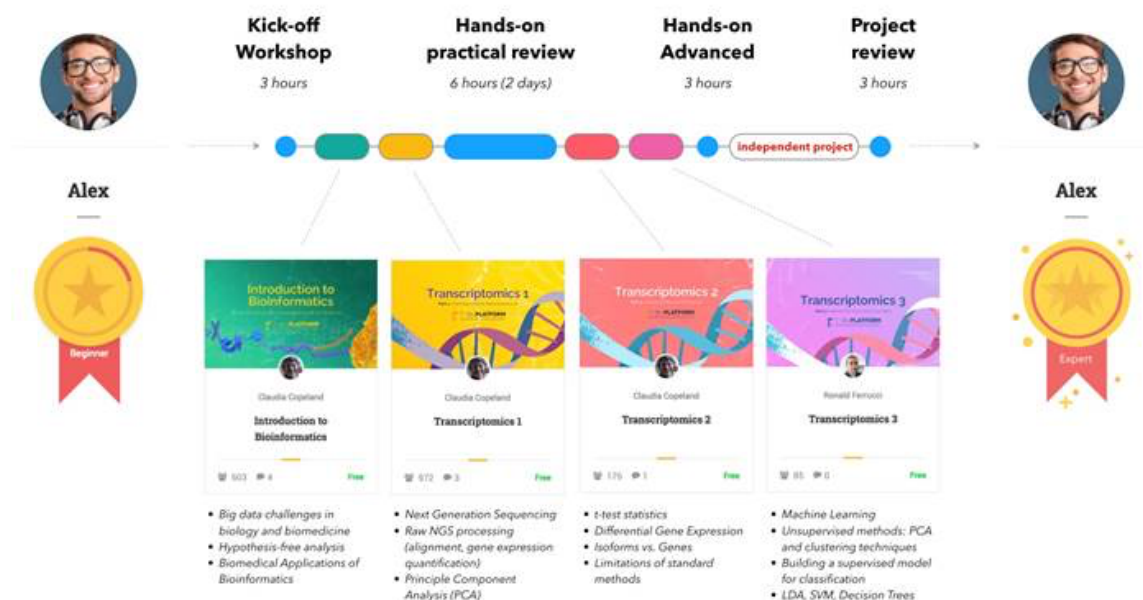 Kick-off
Workshop
3 hours
Hands-on
practical review
6 hours (2 days)
Hands-on
Advanced
3 hours
Project
review
3 hours
independent project
Alex
Beginner
Alex
Expert
Introduction to
Bioinformatics
PLATFORM
Claudia Copeland
Introduction to
Bioinformatics
503 4
Free
Transcriptomics 1
PLATFORM
Claudia Copeland
Transcriptomics 1
572 3
Free
Transcriptomics 2
PLATFORM
Claudia Copeland
Transcriptomics 2
176 1
Free
Transcriptomics 3
PLATFORM
Ronald Ferrucci
Transcriptomics 3
85 0
Free
• Big data challenges in
biology and biomedicine
• Hypothesis-free analysis
• Biomedical Applications of
Bioinformatics
• Next Generation Sequencing
• Raw NGS processing
(alignment, gene expression
quantification)
• Principle Component
Analysis (PCA)
• t-test statistics
• Differential Gene Expression
• Isoforms vs. Genes
• Limitations of standard
methods
• Machine Learning
• Unsupervised methods: PCA
and clustering techniques
• Building a supervised model
for classification
• LDA, SVM, Decision Trees